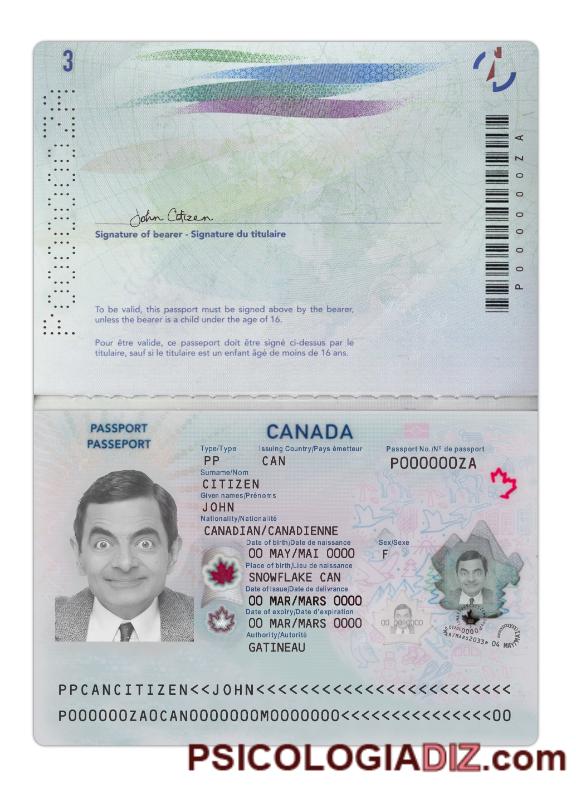 3
P000000ZA
P000000ZA
John Citizen
Signature of bearer - Signature du titulaire
To be valid, this passport must be signed above by the bearer,
unless the bearer is a child under the age of 16.
Pour être valide, ce passeport doit être signé ci-dessus par le
titulaire, sauf si le titulaire est un enfant âgé de moins de 16 ans.
PASSPORT
PASSEPORT
CANADA
Type/Type Issuing Country/Pays émetteur Passport No./Nº de passport
PP CAN P000000ZA
Surname/Nom
CITIZEN
Given names/Prénoms
JOHN
Nationality/Nationalité
CANADIAN/CANADIENNE
Date of birth/Date de naissance Sex/Sexe
00 MAY/MAI 0000 F
Place of birth/Lieu de naissance
SNOWFLAKE CAN
Date of issue/Date de délivrance
00 MAR/MARS 0000
Date of expiry/Date d'expiration
00 MAR/MARS 0000
Authority/Autorité
GATINEAU
PPCANCITIZEN<<JOHN<<<<<<<<<<<<<<<<<<<<<<<<<<
P000000ZA0CAN0000000M0000000<<<<<<<<<<<<<<00
PSICOLOGIADIZ.com